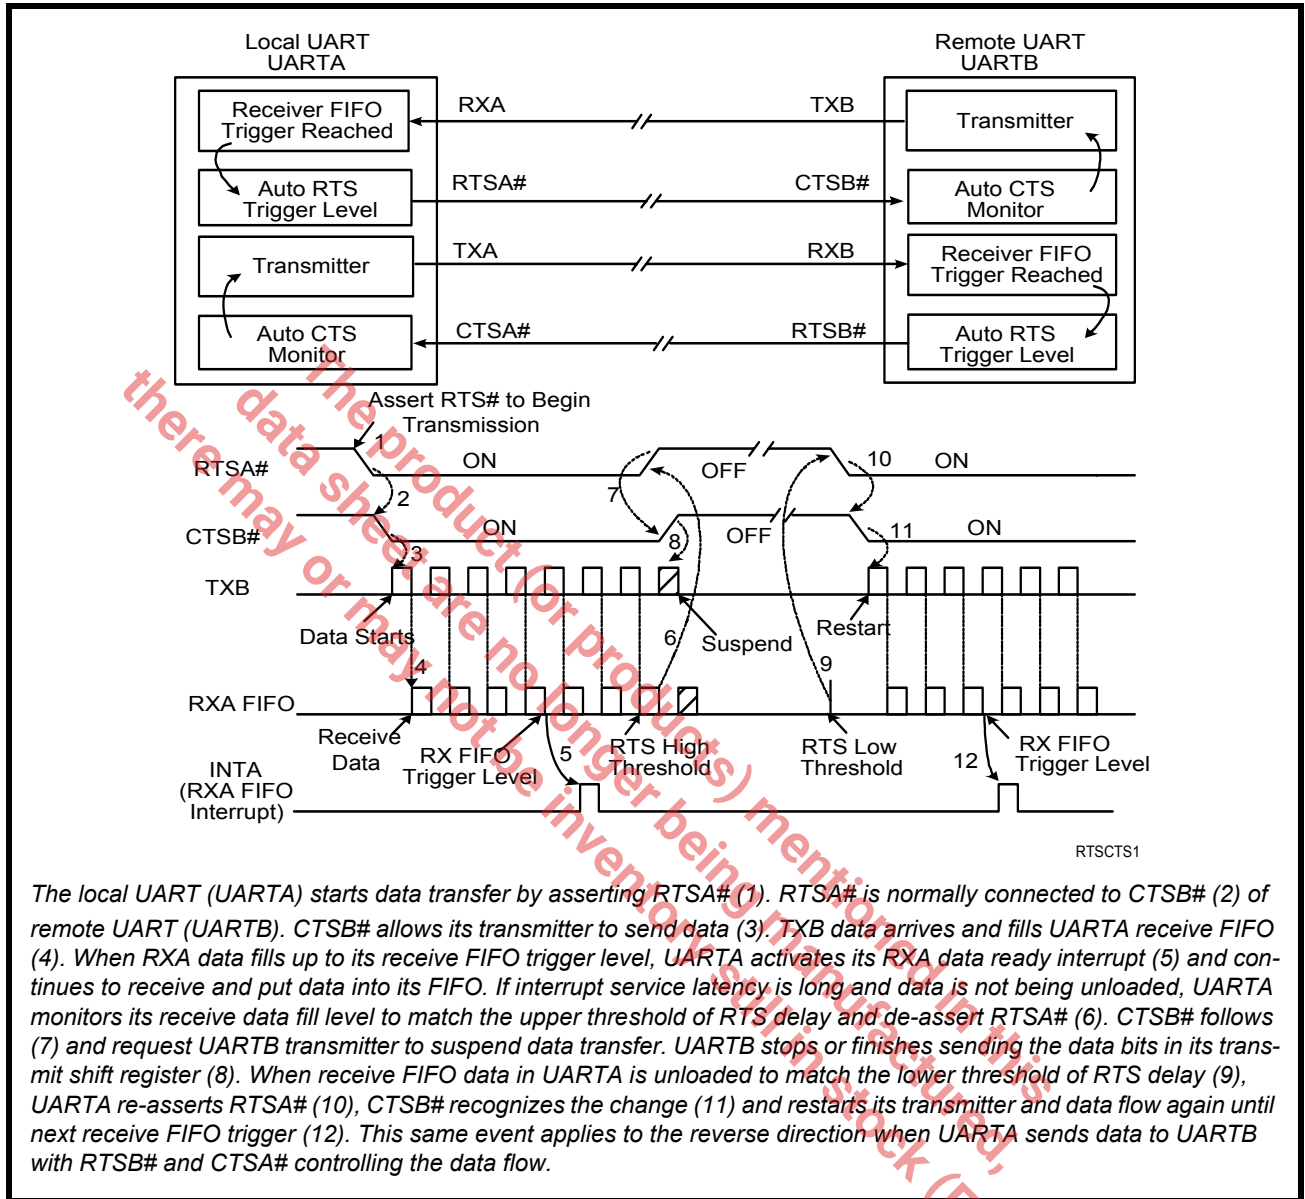 Local UART
UARTA
Remote UART
UARTB
Receiver FIFO
Trigger Reached
RXA
TXB
Transmitter
Auto RTS
Trigger Level
RTSA#
CTSB#
Auto CTS
Monitor
Transmitter
TXA
RXB
Receiver FIFO
Trigger Reached
Auto CTS
Monitor
CTSA#
RTSB#
Auto RTS
Trigger Level
Assert RTS# to Begin
Transmission
1
RTSA#
ON
OFF
10
ON
2
7
CTSB#
ON
8
OFF
11
ON
3
TXB
Data Starts
6
Suspend
Restart
4
9
RXA FIFO
Receive
Data
RX FIFO
Trigger Level
5
RTS High
Threshold
RTS Low
Threshold
12
RX FIFO
Trigger Level
INTA
(RXA FIFO
Interrupt)
RTSCTS1
The local UART (UARTA) starts data transfer by asserting RTSA# (1). RTSA# is normally connected to CTSB# (2) of
remote UART (UARTB). CTSB# allows its transmitter to send data (3). TXB data arrives and fills UARTA receive FIFO
(4). When RXA data fills up to its receive FIFO trigger level, UARTA activates its RXA data ready interrupt (5) and con-
tinues to receive and put data into its FIFO. If interrupt service latency is long and data is not being unloaded, UARTA
monitors its receive data fill level to match the upper threshold of RTS delay and de-assert RTSA# (6). CTSB# follows
(7) and request UARTB transmitter to suspend data transfer. UARTB stops or finishes sending the data bits in its trans-
mit shift register (8). When receive FIFO data in UARTA is unloaded to match the lower threshold of RTS delay (9),
UARTA re-asserts RTSA# (10), CTSB# recognizes the change (11) and restarts its transmitter and data flow again until
next receive FIFO trigger (12). This same event applies to the reverse direction when UARTA sends data to UARTB
with RTSB# and CTSA# controlling the data flow.
The product (or products) mentioned in this
data sheet are no longer being manufactured,
there may or may not be inventory still in stock